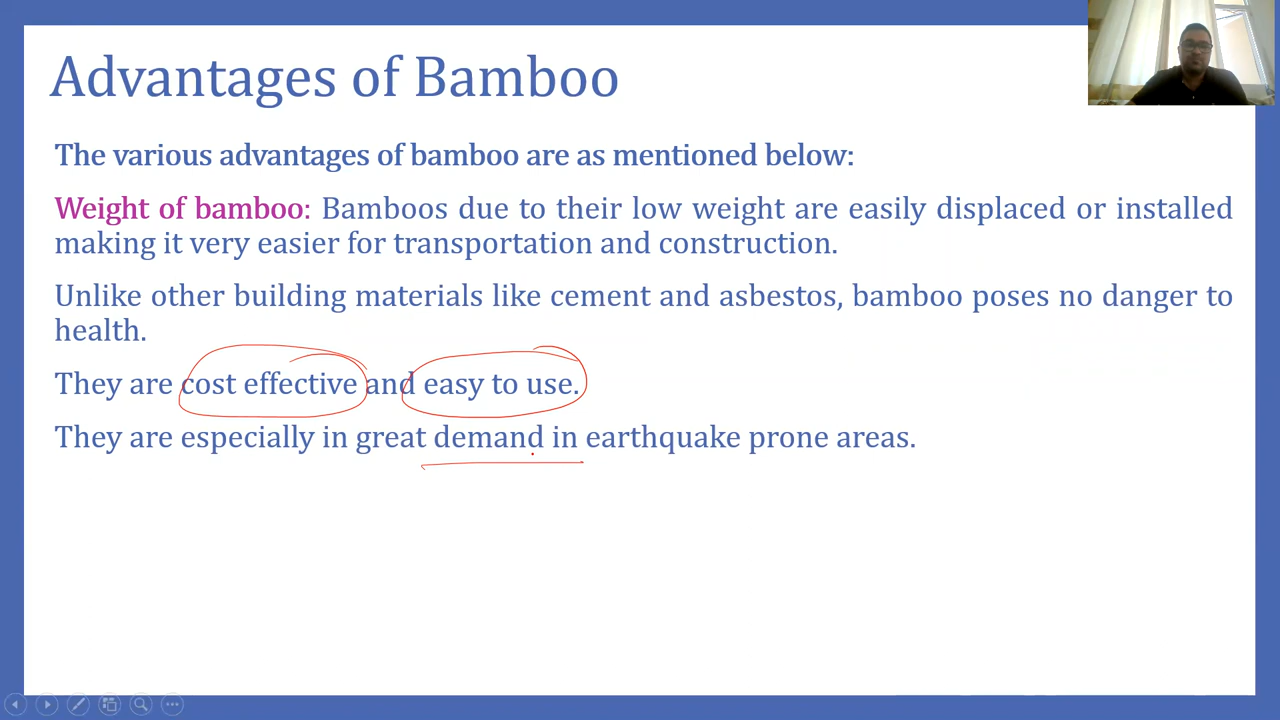 Advantages of Bamboo
The various advantages of bamboo are as mentioned below:
Weight of bamboo: Bamboos due to their low weight are easily displaced or installed
making it very easier for transportation and construction.
Unlike other building materials like cement and asbestos, bamboo poses no danger to
health.
They are cost effective and easy to use.
They are especially in great demand in earthquake prone areas.